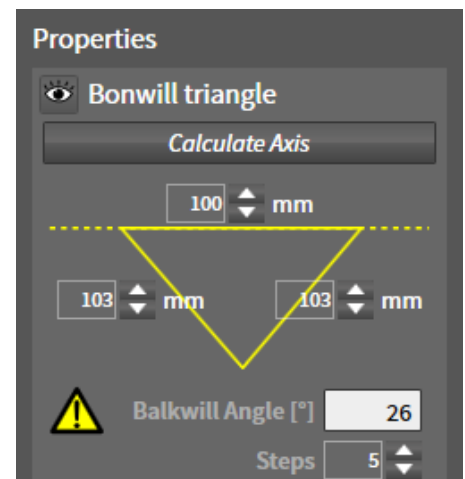 Properties
Bonwill triangle
Calculate Axis
100 mm
103 mm 103 mm
Balkwill Angle [°] 26
Steps 5